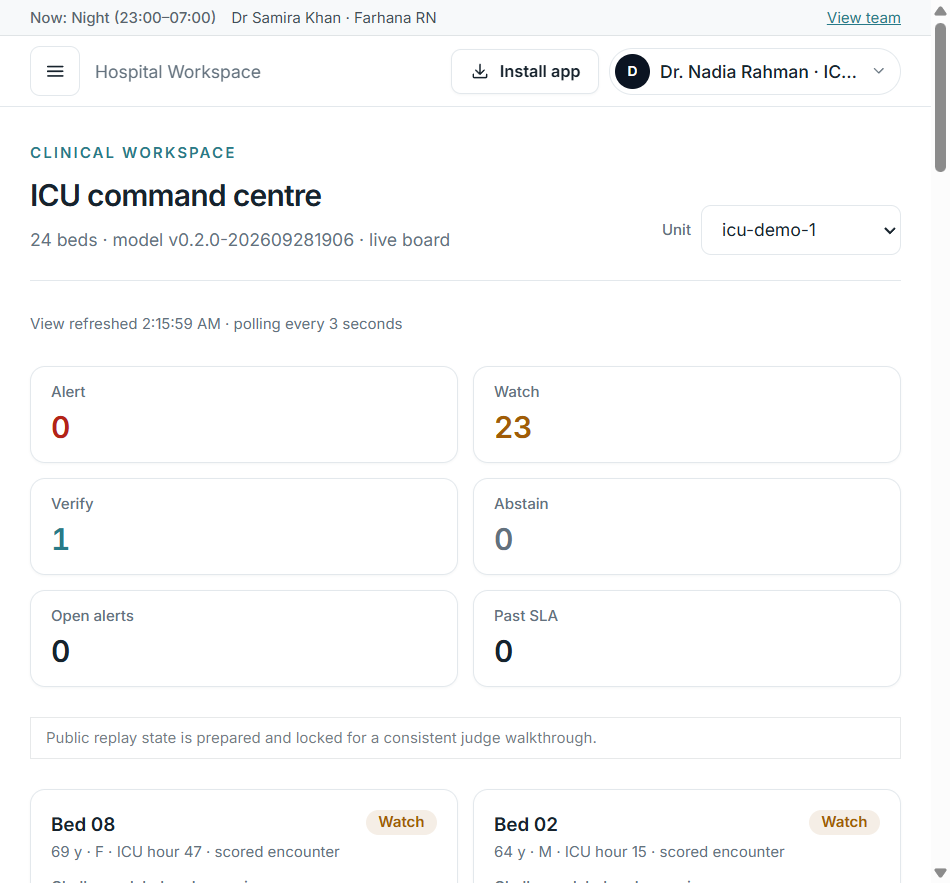 Now: Night (23:00–07:00) Dr Samira Khan · Farhana RN View team
Hospital Workspace Install app D Dr. Nadia Rahman · IC...
CLINICAL WORKSPACE
ICU command centre
24 beds · model v0.2.0-202609281906 · live board Unit icu-demo-1
View refreshed 2:15:59 AM · polling every 3 seconds
Alert Watch
0 23
Verify Abstain
1 0
Open alerts Past SLA
0 0
Public replay state is prepared and locked for a consistent judge walkthrough.
Bed 08 Watch Bed 02 Watch
69 y · F · ICU hour 47 · scored encounter 64 y · M · ICU hour 15 · scored encounter